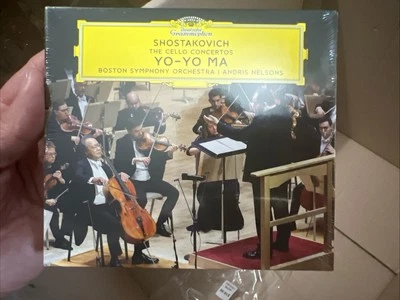 Deutsche
Grammophon
SHOSTAKOVICH
THE CELLO CONCERTOS
YO-YO MA
BOSTON SYMPHONY ORCHESTRA | ANDRIS NELSONS